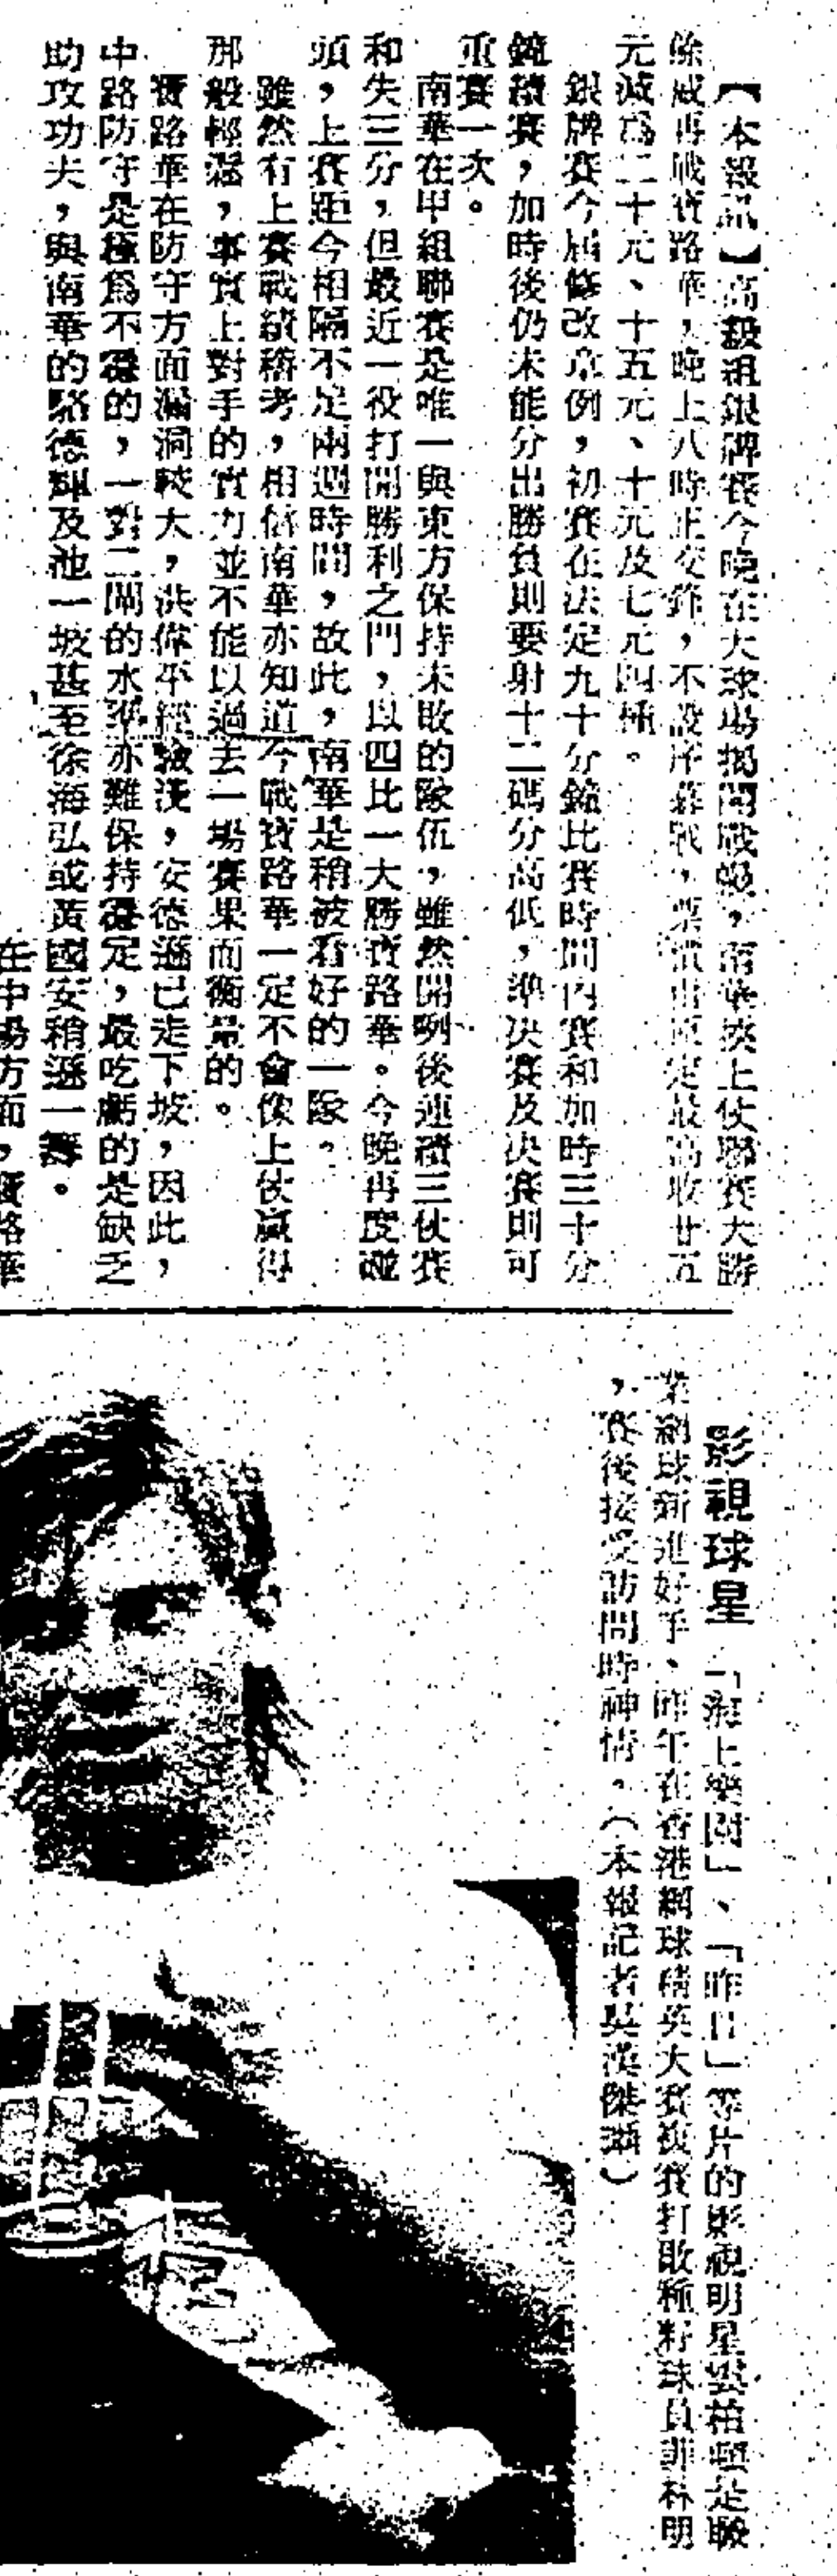 【本報訊】高級組銀牌賽今晚在大球場揭開戰幔，南華挾上仗聯賽大勝
餘威再戰寶路華，晚上八時正交鋒，不設序幕戰，票價由原定最高收廿五
元減爲二十元、十五元、十元及七元四種。
銀牌賽今屆修改章例，初賽在法定九十分鐘比賽時間内賽和加時三十分
鐘續賽，加時後仍未能分出勝負則要射十二碼分高低，準决賽及决賽則可
重賽一次。
南華在甲組聯賽是唯一與東方保持未敗的隊伍，雖然開咧後連續三伙賽
和失三分，但最近一役打開勝利之門，以四比一大勝寶路華。今晚再度碰
頭，上賽距今相隔不足兩週時間，故此，南華是稍被看好的一隊。
雖然有上賽戰績稽考，相信南華亦知道今戰寶路華一定不會像上仗贏得
那般輕鬆，事實上對手的實力並不能以過去一場賽果而衡量的。
寶路華在防守方面漏洞較大，洪偉平經驗淺，安德遜已走下坡，因此，
中路防守是極爲不穩的，一對二閘的水準亦難保持穩定，最吃虧的是缺乏
助攻功夫，與南華的駱德輝及池一坡甚至徐海弘或黃國安稍遜一籌。
在中場方面，寶路華
影視球星
「海上樂園」、「昨日」等片的影視明星雲柏頓是職
業網球新進好手、昨午在香港網球精英大賽複賽打敗種籽球員菲林明
，賽後接受訪問時神情。（本報記者吳漢傑攝）